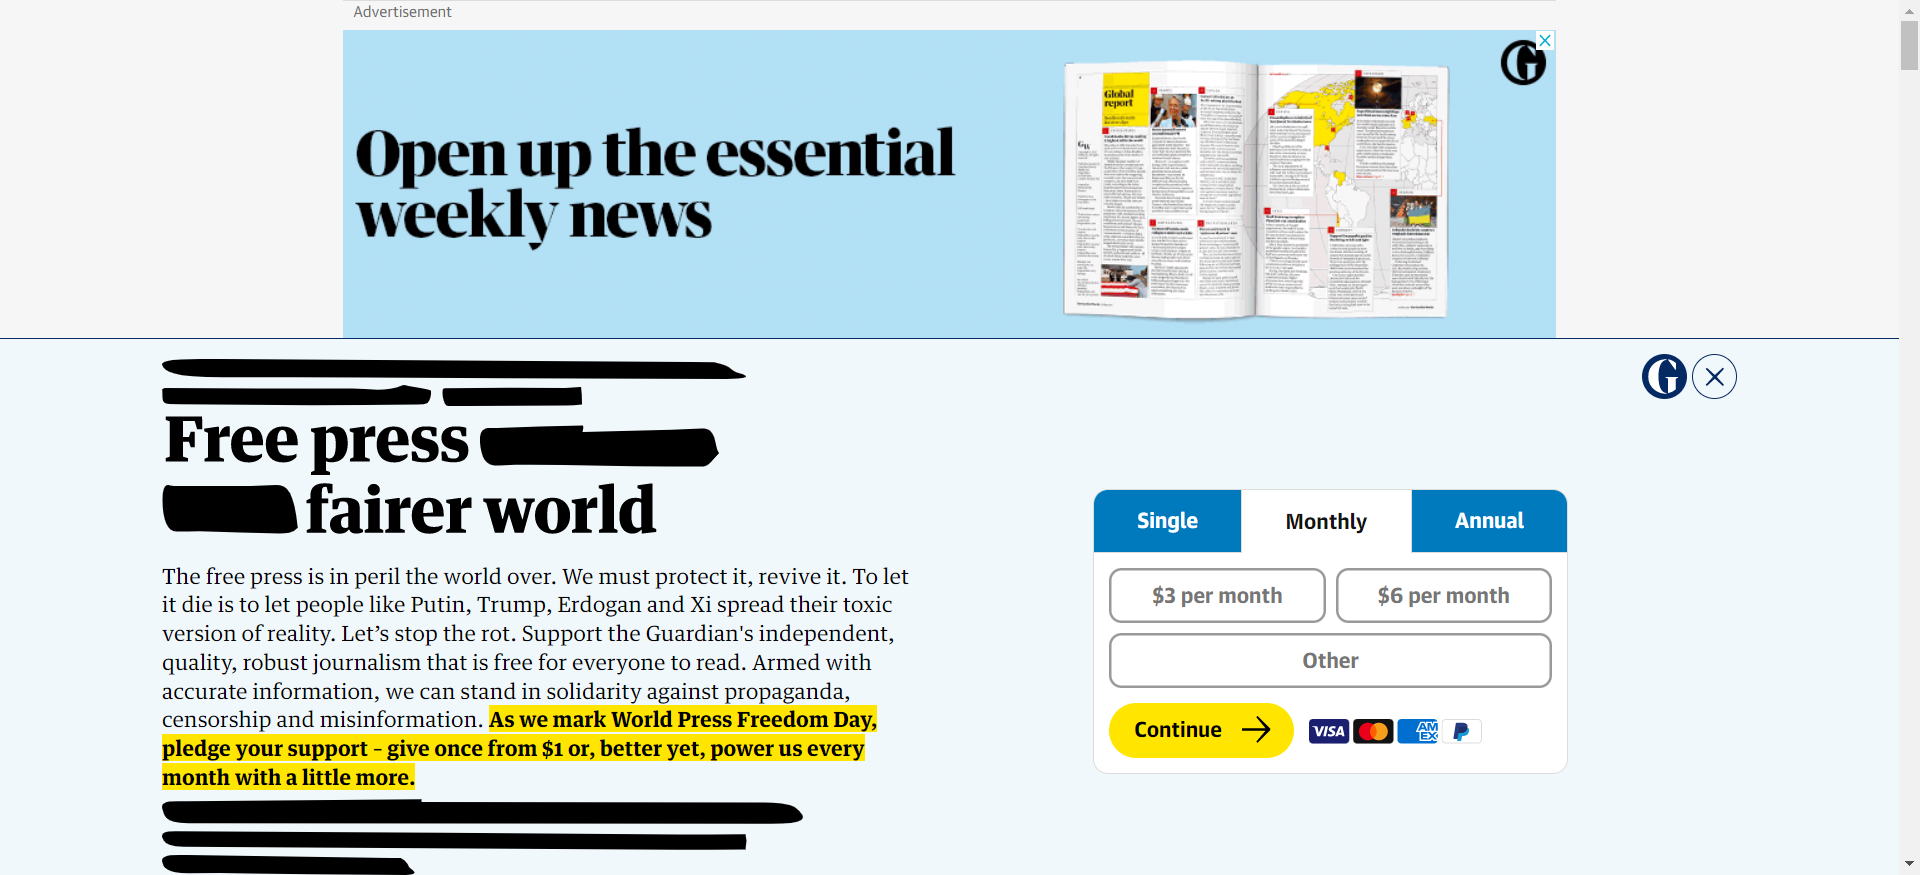 Advertisement
Open up the essential
weekly news
Global
report
Free press
fairer world
The free press is in peril the world over. We must protect it, revive it. To let
it die is to let people like Putin, Trump, Erdogan and Xi spread their toxic
version of reality. Let’s stop the rot. Support the Guardian's independent,
quality, robust journalism that is free for everyone to read. Armed with
accurate information, we can stand in solidarity against propaganda,
censorship and misinformation. As we mark World Press Freedom Day,
pledge your support – give once from $1 or, better yet, power us every
month with a little more.
Single Monthly Annual
$3 per month $6 per month
Other
Continue VISA AMEX